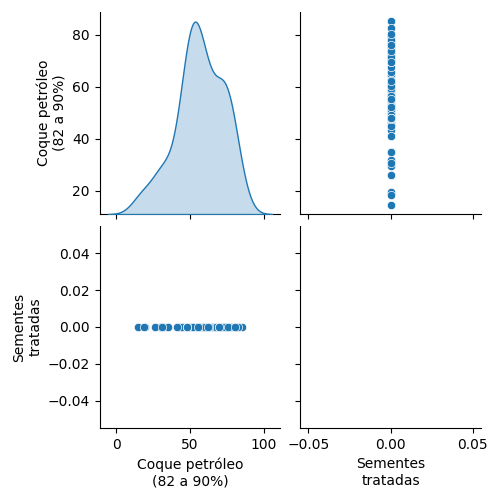 80
60
40
20
Coque petróleo
(82 a 90%)
0.04
0.02
0.00
−0.02
−0.04
Sementes
tratadas
0
50
100
Coque petróleo
(82 a 90%)
−0.05
0.00
0.05
Sementes
tratadas